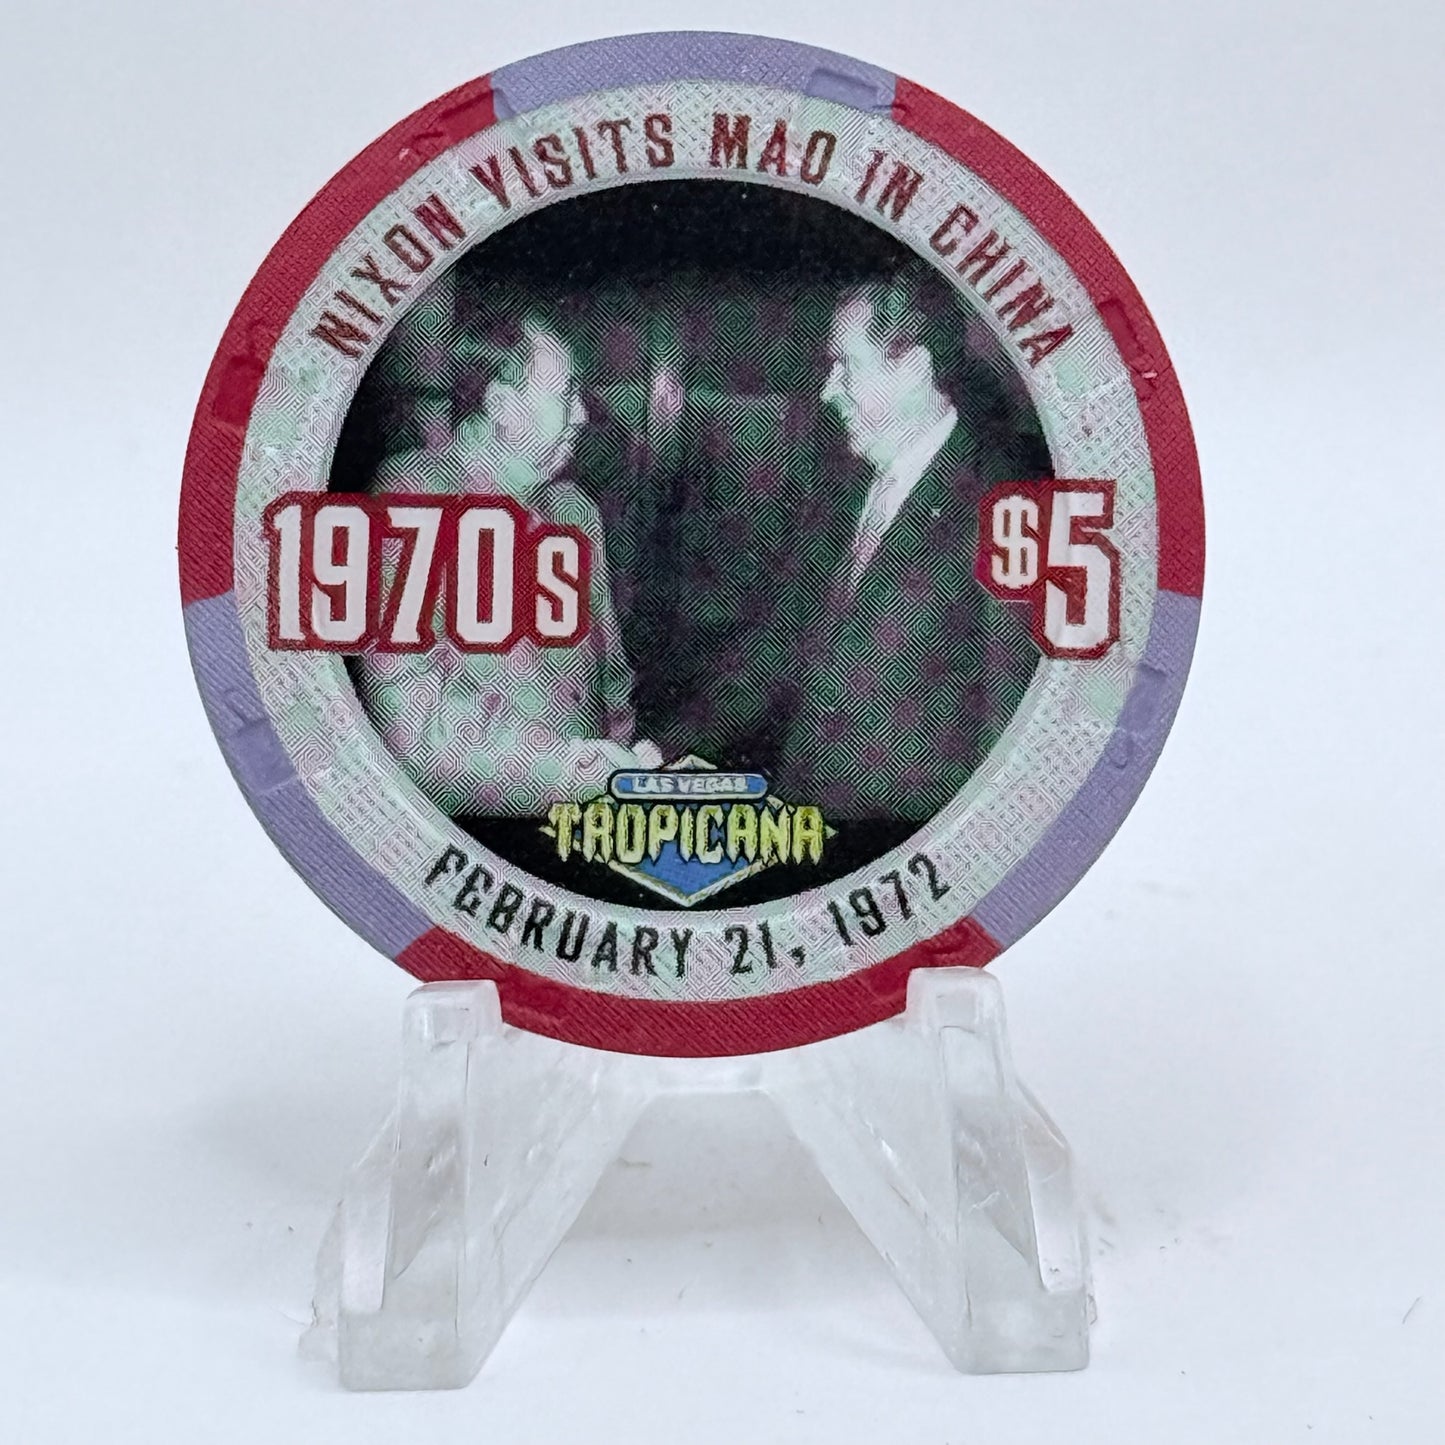 NIXON VISITS MAO IN CHINA
1970s
$5
LAS VEGAS
TROPICANA
FEBRUARY 21, 1972